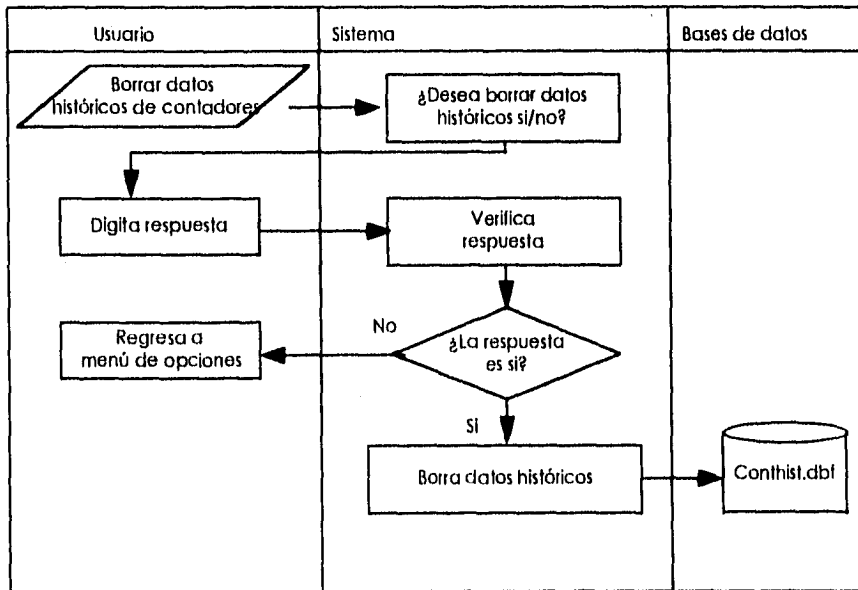 Usuario
Sistema
Bases de datos
Borrar datos
históricos de contadores
¿Desea borrar datos
históricos si/no?
Digita respuesta
Verifica
respuesta
Regresa a
menú de opciones
No
¿La respuesta
es si?
Si
Borra datos históricos
Conthist.dbf